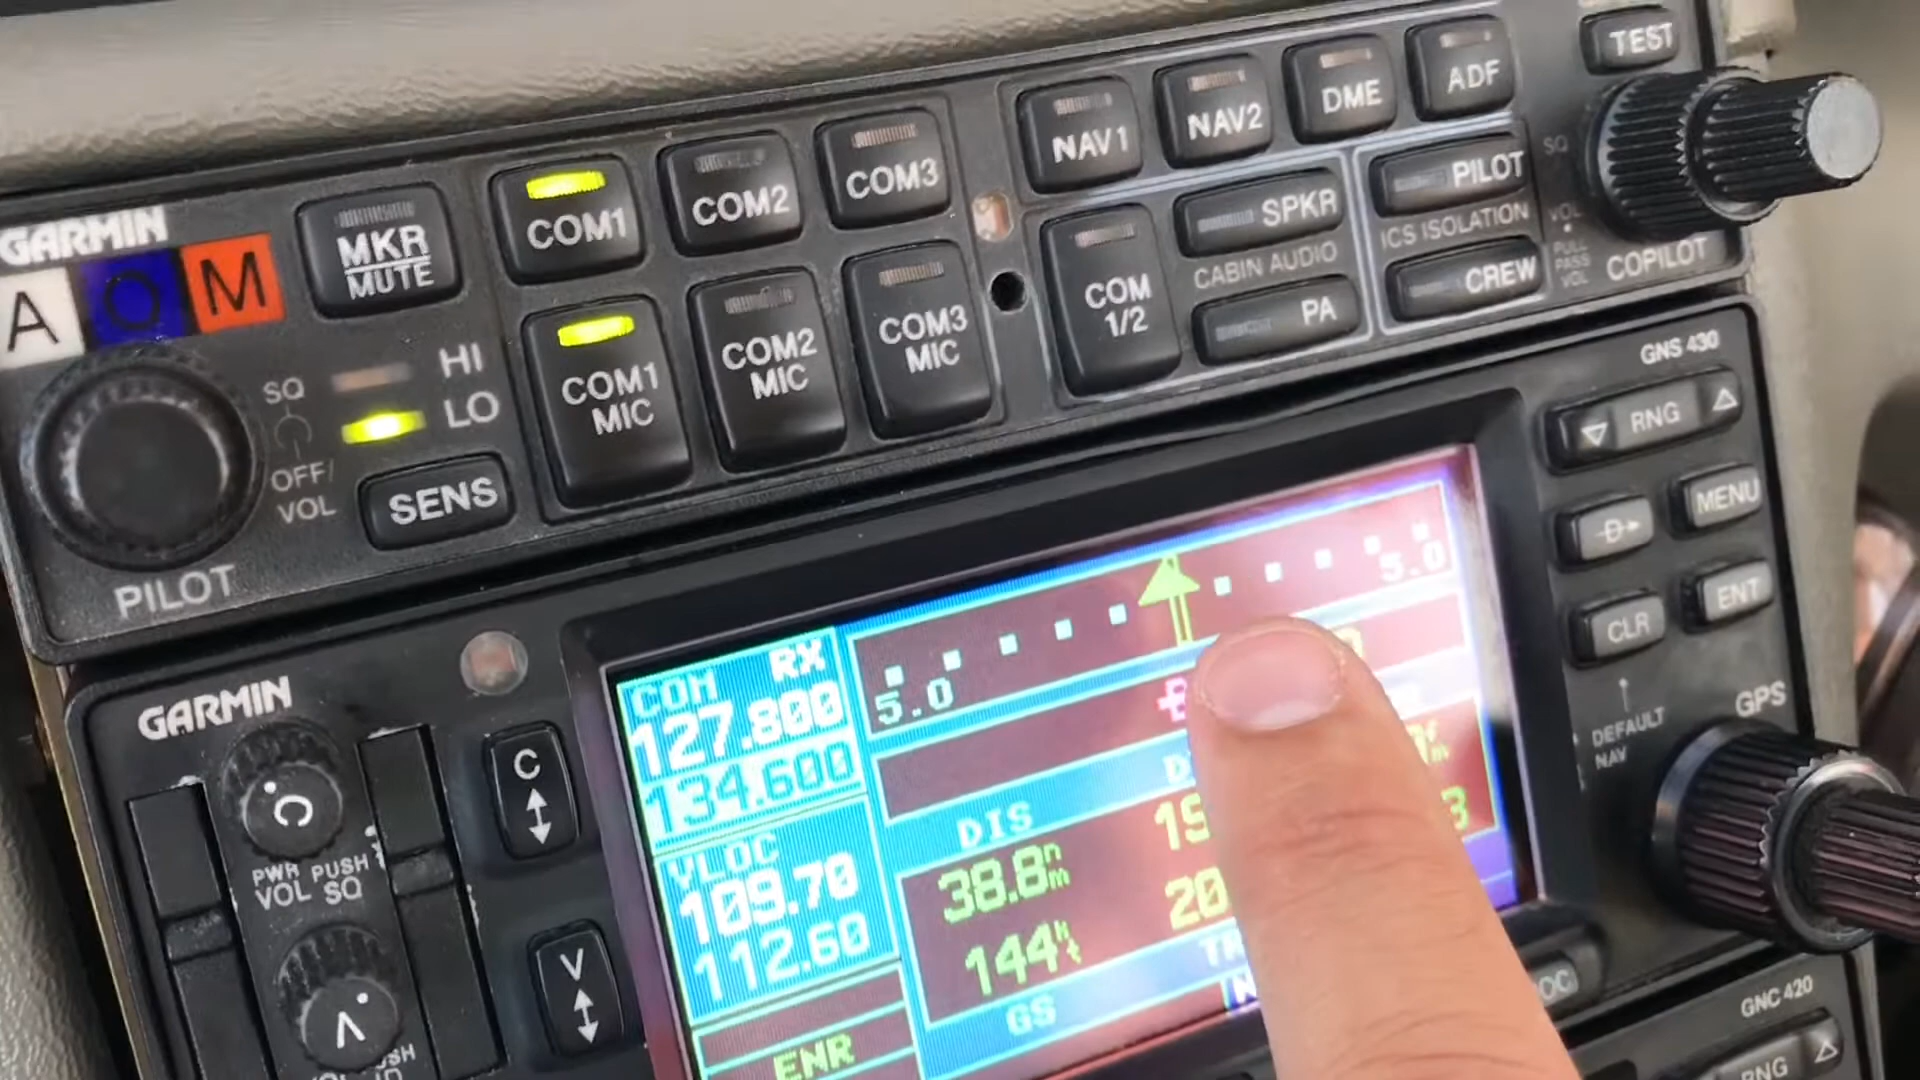 GARMIN
A O M
MKR
MUTE
COM1
COM2
COM3
NAV1
NAV2
DME
ADF
TEST
COM1
MIC
COM2
MIC
COM3
MIC
COM
1/2
SPKR
CABIN AUDIO
PA
PILOT
ICS ISOLATION
CREW
SQ
VOL
PULL
PASS
VOL
COPILOT
SQ
OFF/
VOL
HI
LO
SENS
PILOT
GNS 430
GARMIN
C
PWR
VOL
PUSH
SQ
V
COM RX
127.800
134.600
VLOC
109.70
112.60
ENR
5.0
5.0
DIS
38.8
144
GS
RNG
MENU
CLR
ENT
DEFAULT
NAV
GPS
GNC 420
RNG